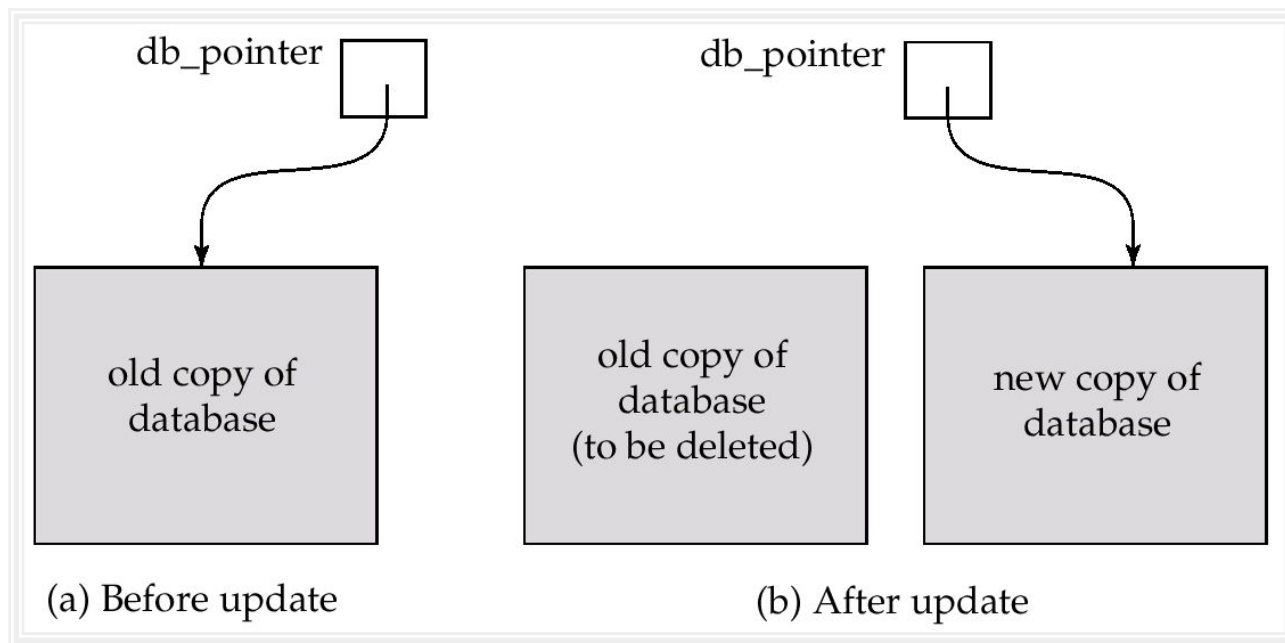 db_pointer
old copy of
database
(a) Before update
db_pointer
old copy of
database
(to be deleted)
new copy of
database
(b) After update